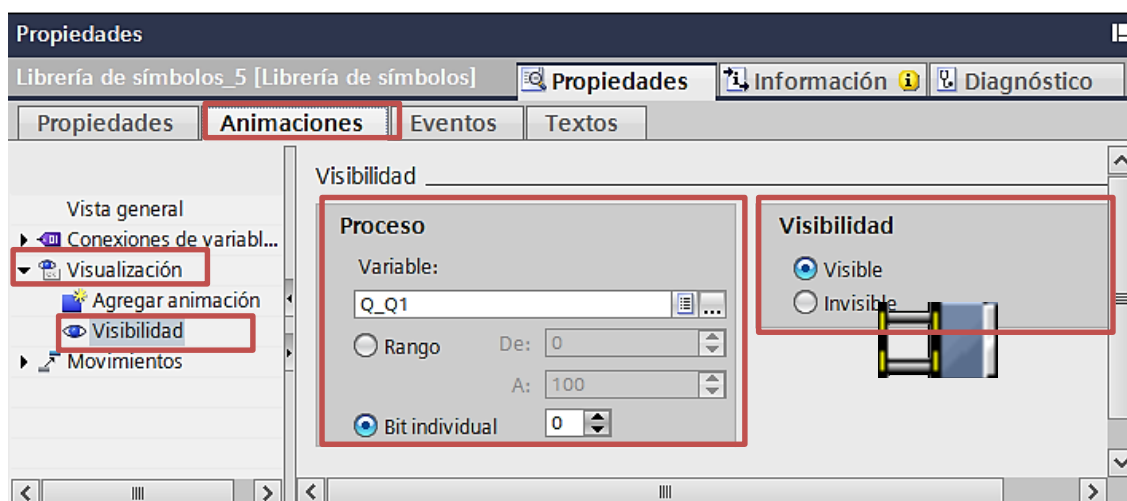 Propiedades
Librería de símbolos_5 [Librería de símbolos]
Propiedades
Información
Diagnóstico
Propiedades
Animaciones
Eventos
Textos
Vista general
Conexiones de variabl...
Visualización
Agregar animación
Visibilidad
Movimientos
Visibilidad
Proceso
Variable:
Q_Q1
...
Rango
De: 0
A: 100
Bit individual 0
Visibilidad
Visible
Invisible